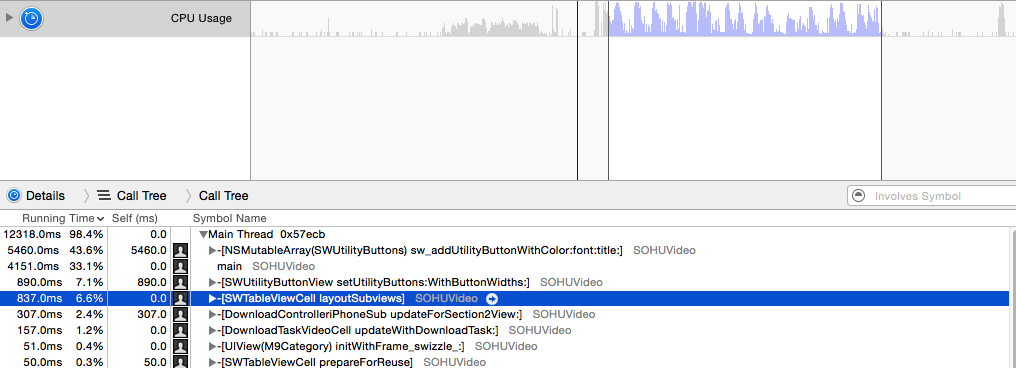 CPU Usage
Details Call Tree Call Tree Involves Symbol
Running Time Self (ms) Symbol Name
12318.0ms 98.4% 0.0 Main Thread 0x57ecb
5460.0ms 43.6% 5460.0 -[NSMutableArray(SWUtilityButtons) sw_addUtilityButtonWithColor:font:title:] SOHUVideo
4151.0ms 33.1% 0.0 main SOHUVideo
890.0ms 7.1% 890.0 -[SWUtilityButtonView setUtilityButtons:WithButtonWidths:] SOHUVideo
837.0ms 6.6% 0.0 -[SWTableViewCell layoutSubviews] SOHUVideo
307.0ms 2.4% 307.0 -[DownloadControlleriPhoneSub updateForSection2View:] SOHUVideo
157.0ms 1.2% 0.0 -[DownloadTaskVideoCell updateWithDownloadTask:] SOHUVideo
51.0ms 0.4% 0.0 -[UIView(M9Category) initWithFrame_swizzle_:] SOHUVideo
50.0ms 0.3% 50.0 -[SWTableViewCell prepareForReuse] SOHUVideo